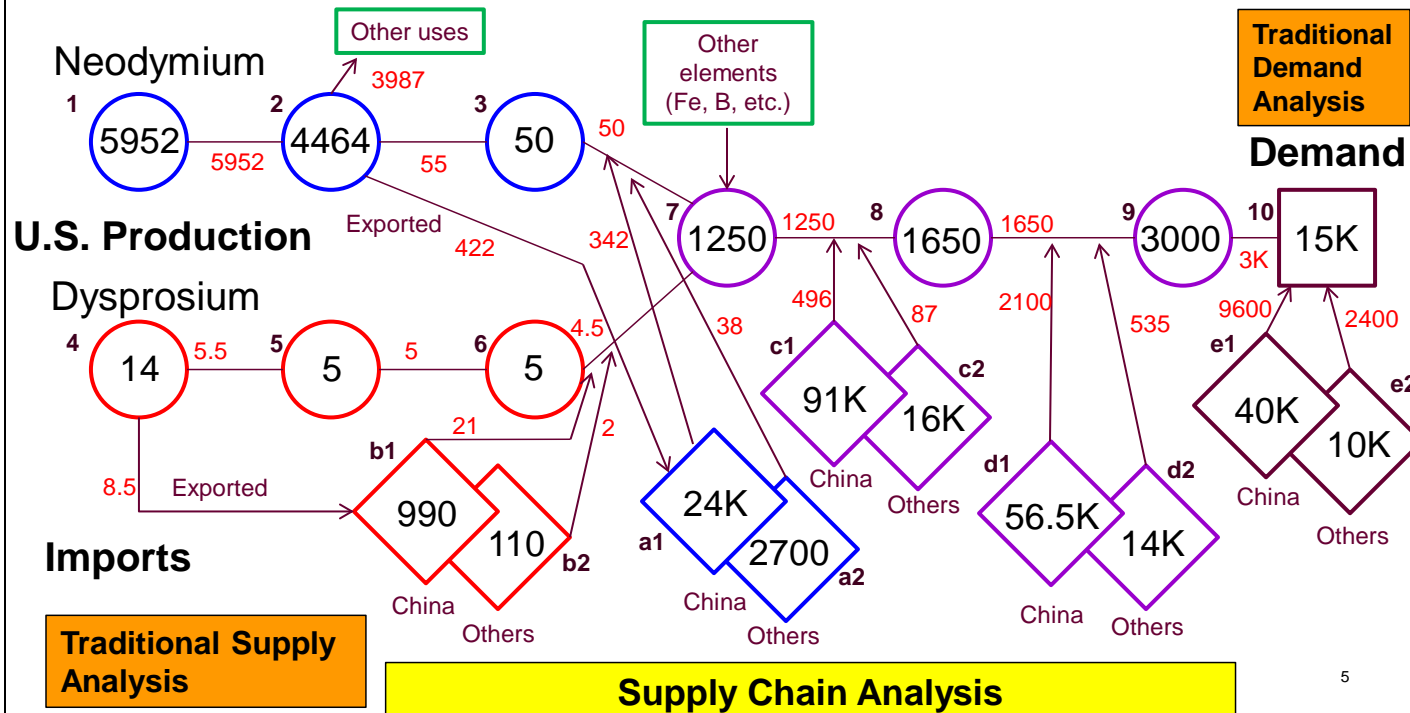 Other uses
Other
elements
(Fe, B, etc.)
Traditional
Demand
Analysis
Neodymium
3987
1
2
3
5952
5952
4464
55
50
50
Demand
Exported
422
U.S. Production
342
7
1250
1250
8
1650
1650
9
3000
3K
10
15K
Dysprosium
4
14
5.5
5
5
5
6
5
4.5
38
496
87
2100
535
9600
2400
c1
91K
c2
16K
e1
40K
e2
10K
8.5
Exported
21
2
b1
990
110
b2
24K
a1
2700
a2
d1
56.5K
d2
14K
China
Others
China
Others
Imports
China
Others
China
Others
China
Others
Traditional Supply
Analysis
Supply Chain Analysis
5